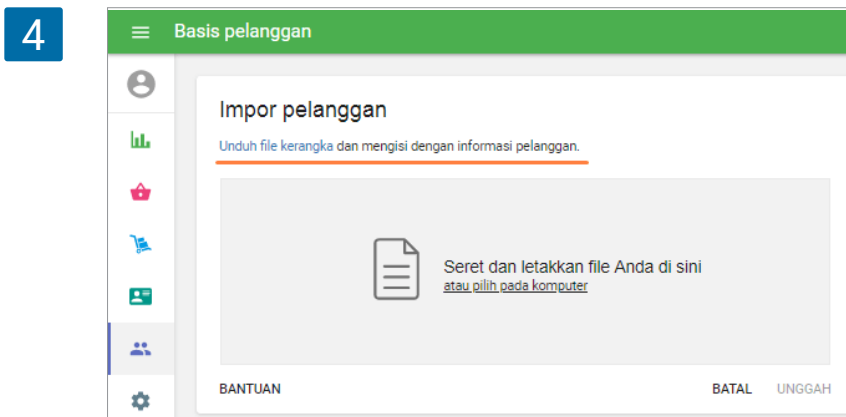 4
Basis pelanggan
Impor pelanggan
Unduh file kerangka dan mengisi dengan informasi pelanggan.
Seret dan letakkan file Anda di sini
atau pilih pada komputer
BANTUAN BATAL UNGGAH